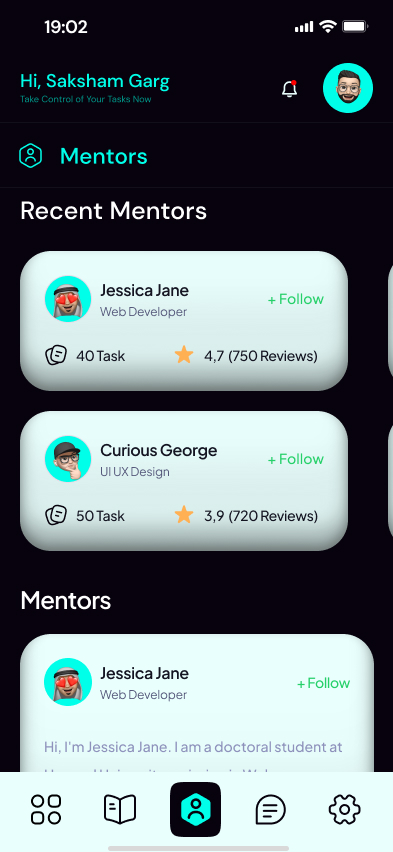 19:02
Hi, Saksham Garg
Take Control of Your Tasks Now
Mentors
Recent Mentors
Jessica Jane
+ Follow
Web Developer
40 Task
4,7 (750 Reviews)
Curious George
+ Follow
UI UX Design
50 Task
3,9 (720 Reviews)
Mentors
Jessica Jane
+ Follow
Web Developer
Hi, I'm Jessica Jane. I am a doctoral student at